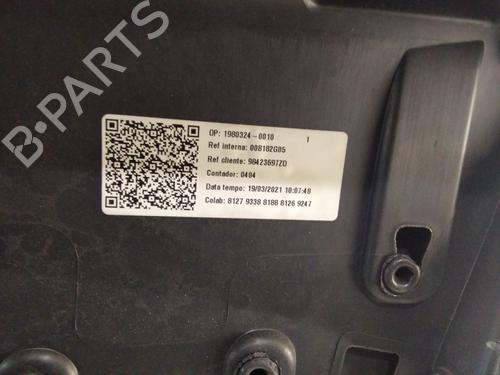 B-PARTS
OP: 1980324-0010 1
Ref interna: 008182G05
Ref cliente: 98423697ZD
Contador: 0404
Data tempo: 19/03/2021 10:07:48
Colab: 8127 9338 8188 8126 9247